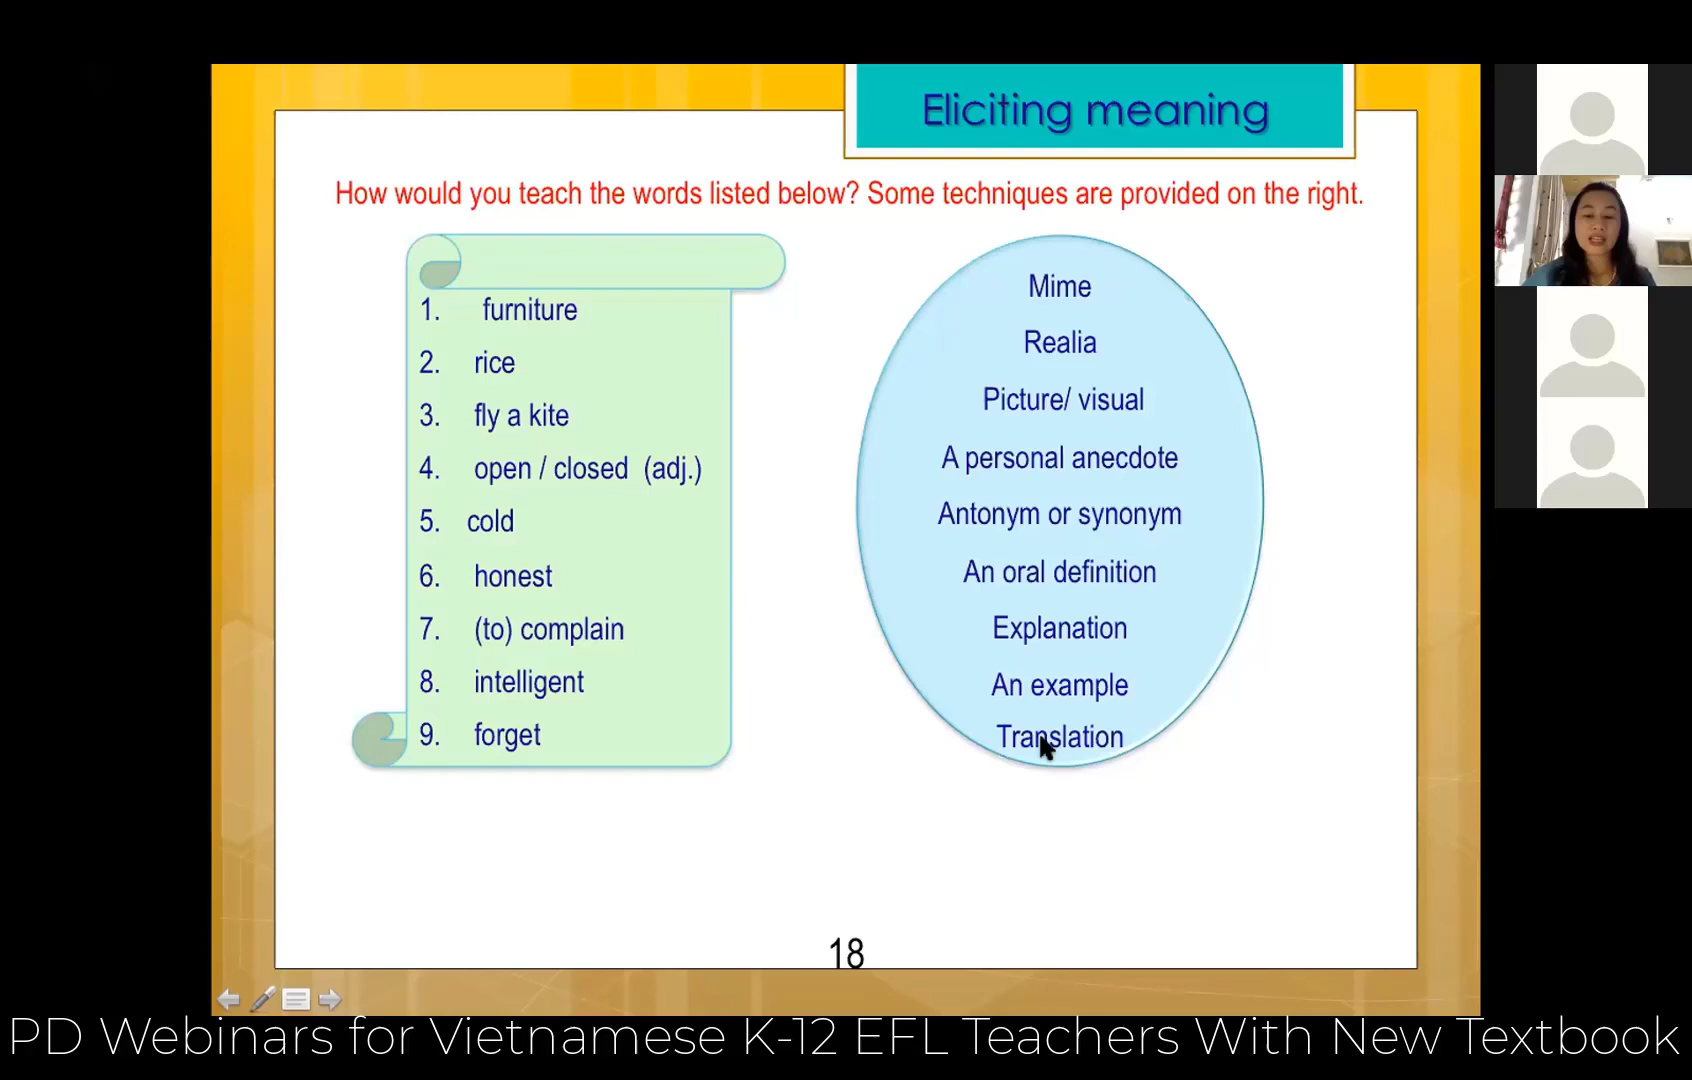 Eliciting meaning
How would you teach the words listed below? Some techniques are provided on the right.
1. furniture
2. rice
3. fly a kite
4. open / closed (adj.)
5. cold
6. honest
7. (to) complain
8. intelligent
9. forget
Mime
Realia
Picture/ visual
A personal anecdote
Antonym or synonym
An oral definition
Explanation
An example
Translation
18
PD Webinars for Vietnamese K-12 EFL Teachers With New Textbook